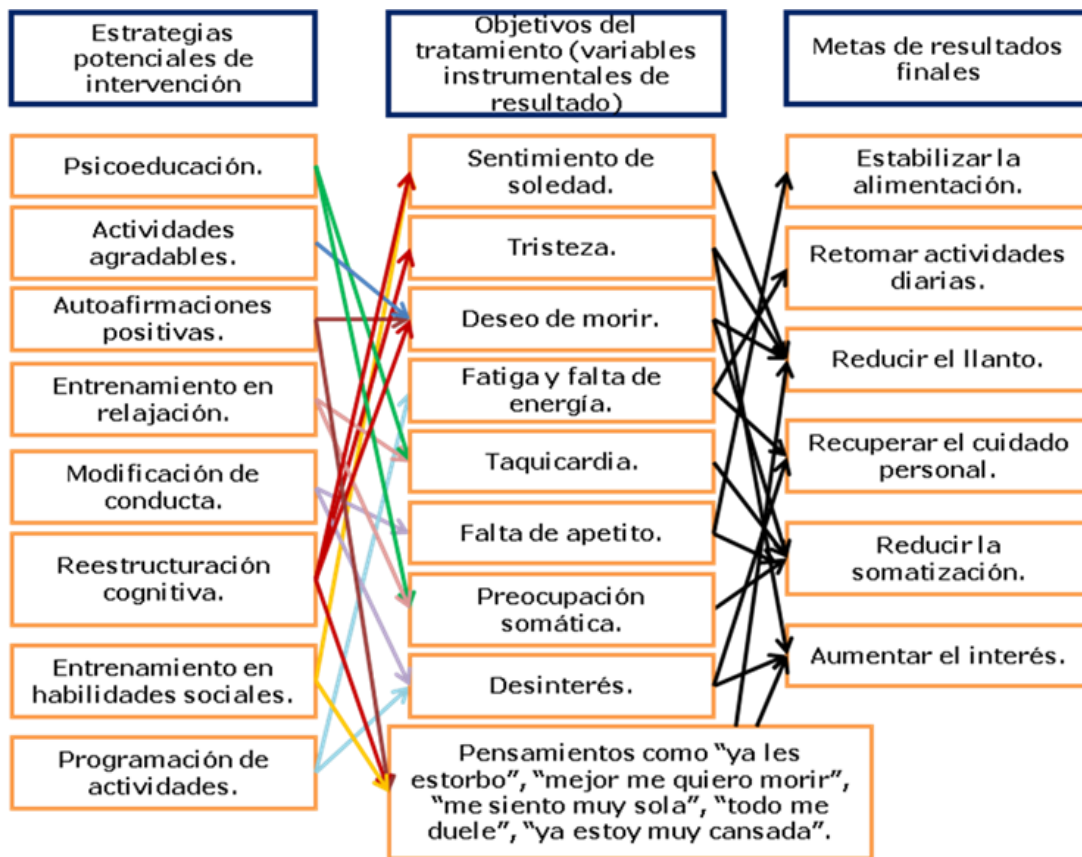 Estrategias
potenciales de
intervención
Objetivos del
tratamiento (variables
instrumentales de
resultado)
Metas de resultados
finales
Psicoeducación.
Actividades
agradables.
Autoafirmaciones
positivas.
Entrenamiento en
relajación.
Modificación de
conducta.
Reestructuración
cognitiva.
Entrenamiento en
habilidades sociales.
Programación de
actividades.
Sentimiento de
soledad.
Tristeza.
Deseo de morir.
Fatiga y falta de
energía.
Taquicardia.
Falta de apetito.
Preocupación
somática.
Desinterés.
Pensamientos como “ya les
estorbo”, “mejor me quiero morir”,
“me siento muy sola”, “todo me
duele”, “ya estoy muy cansada”.
Estabilizar la
alimentación.
Retomar actividades
diarias.
Reducir el llanto.
Recuperar el cuidado
personal.
Reducir la
somatización.
Aumentar el interés.